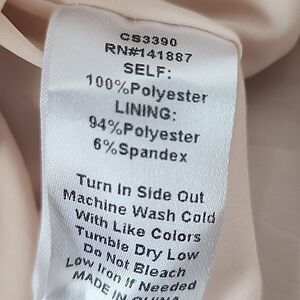 CS3390
RN#141887
SELF:
100%Polyester
LINING:
94%Polyester
6%Spandex
Turn In Side Out
Machine Wash Cold
With Like Colors
Tumble Dry Low
Do Not Bleach
Low Iron If Needed
MADE IN CHINA